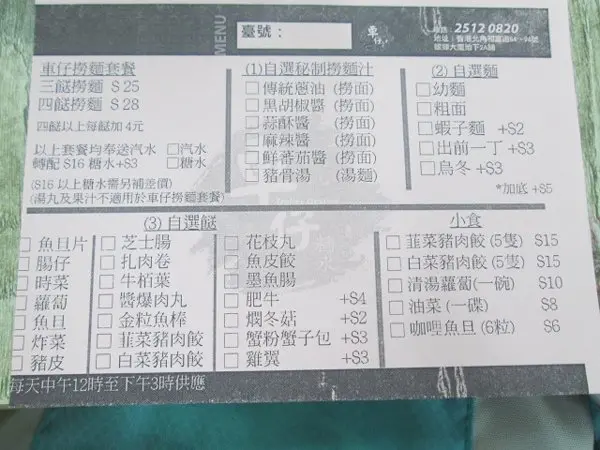 MENU
臺號：
車仔
2512 0820
車仔撈麵套餐
三餸撈麵 $25
四餸撈麵 $28
四餸以上每餸加 4元
以上套餐均奉送汽水 □汽水
轉配 $16 糖水+$3 □糖水
($16 以上糖水需另補差價)
(湯丸及果汁不適用於車仔撈麵套餐)
(1)自選秘制撈麵汁
□ 傳統蔥油 (撈面)
□ 黑胡椒醬 (撈面)
□ 蒜酥醬 (撈面)
□ 麻辣醬 (撈面)
□ 鮮番茄醬 (撈面)
□ 豬骨湯 (湯麵)
(2) 自選麵
□ 幼麵
□ 粗面
□ 蝦子麵 +$2
□ 出前一丁 +$3
□ 烏冬 +$3
*加底 +$5
(3) 自選餸
□ 魚旦片
□ 腸仔
□ 時菜
□ 蘿蔔
□ 魚旦
□ 炸菜
□ 豬皮
□ 芝士腸
□ 扎肉卷
□ 牛栢葉
□ 醬爆肉丸
□ 金粒魚棒
□ 韮菜豬肉餃
□ 白菜豬肉餃
□ 花枝丸
□ 魚皮餃
□ 墨魚腸
□ 肥牛 +$4
□ 燜冬菇 +$2
□ 蟹粉蟹子包 +$3
□ 雞翼 +$3
小食
□ 韮菜豬肉餃 (5隻) $15
□ 白菜豬肉餃 (5隻) $15
□ 清湯蘿蔔(一碗) $10
□ 油菜 (一碟) $8
□ 咖哩魚旦 (6粒) $6
每天中午12時至下午3時供應